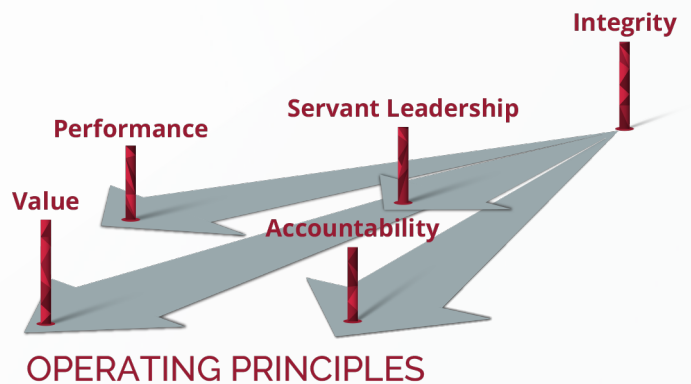 Integrity
Servant Leadership
Performance
Value
Accountability
OPERATING PRINCIPLES